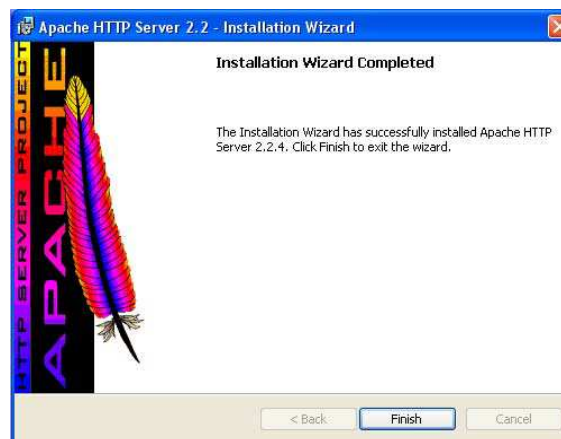 Apache HTTP Server 2.2 - Installation Wizard
HTTP SERVER PROJECT
APACHE
Installation Wizard Completed
The Installation Wizard has successfully installed Apache HTTP
Server 2.2.4. Click Finish to exit the wizard.
< Back
Finish
Cancel